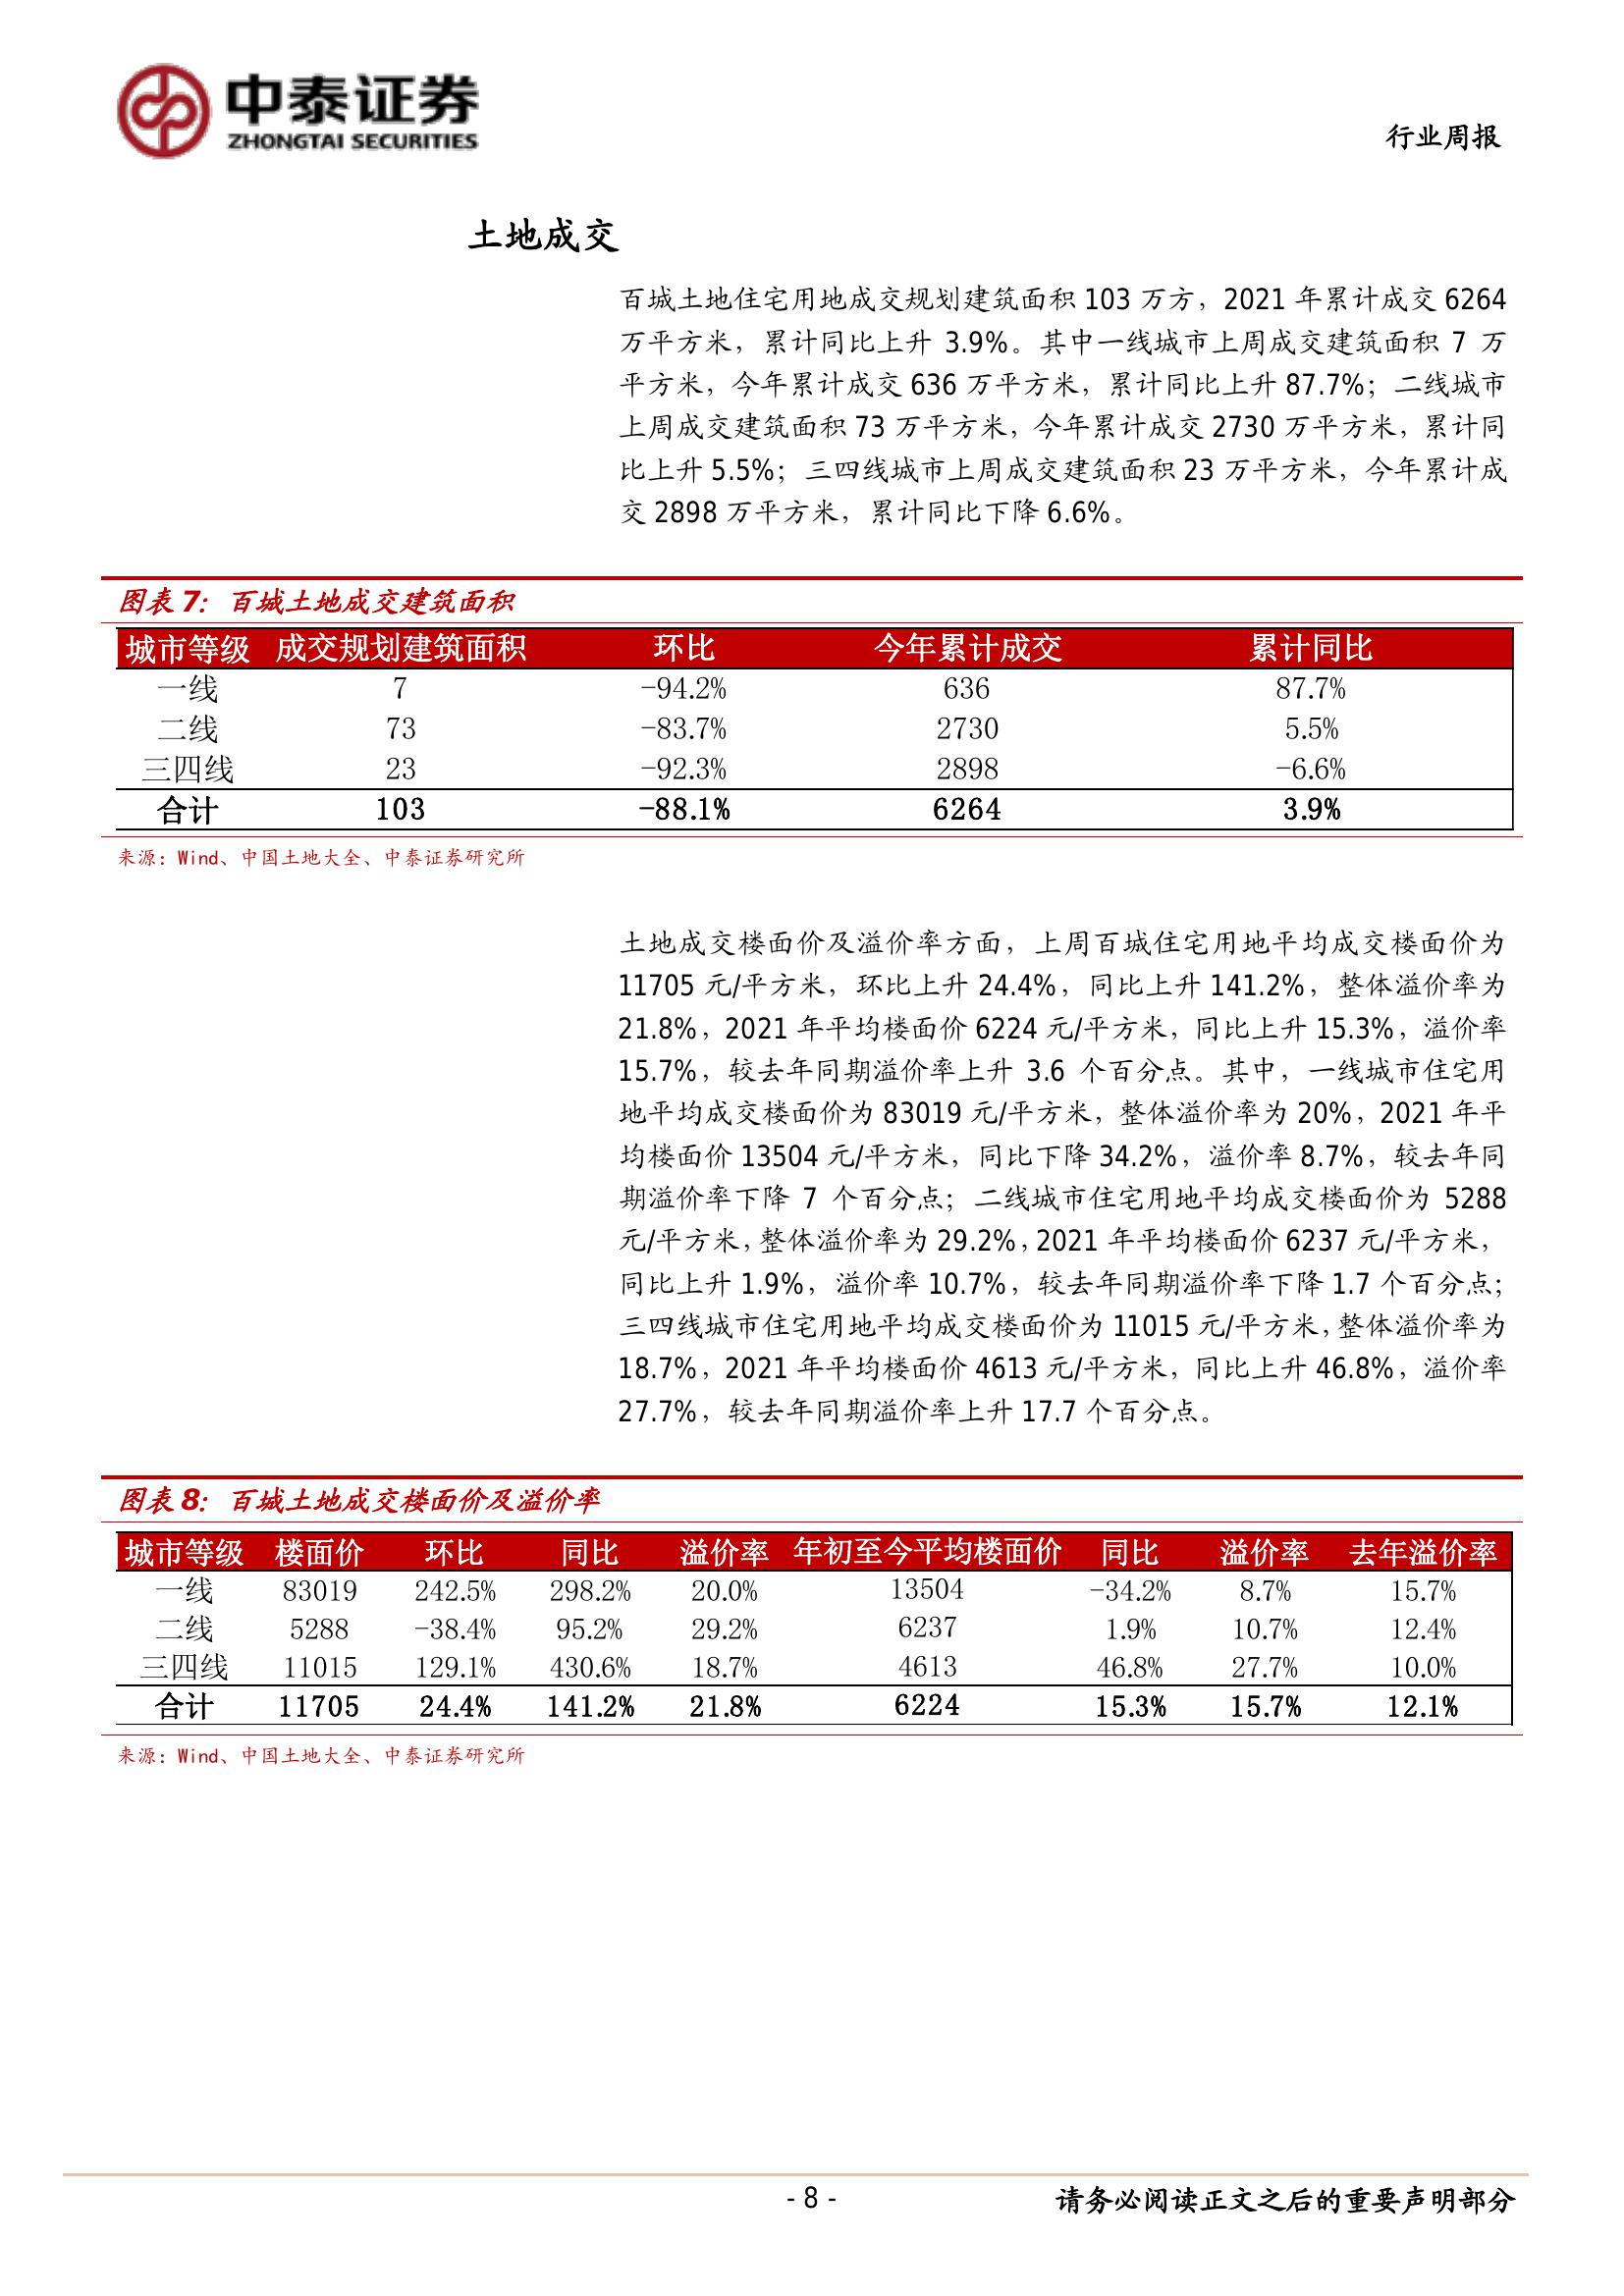 中泰证券
ZHONGTAI SECURITIES
行业周报
土地成交
百城土地住宅用地成交规划建筑面积 103 万方，2021 年累计成交 6264
万平方米，累计同比上升 3.9%。其中一线城市上周成交建筑面积 7 万
平方米，今年累计成交 636 万平方米，累计同比上升 87.7%；二线城市
上周成交建筑面积 73 万平方米，今年累计成交 2730 万平方米，累计同
比上升 5.5%；三四线城市上周成交建筑面积 23 万平方米，今年累计成
交 2898 万平方米，累计同比下降 6.6%。
图表 7：百城土地成交建筑面积
城市等级 成交规划建筑面积 环比 今年累计成交 累计同比
一线 7 -94.2% 636 87.7%
二线 73 -83.7% 2730 5.5%
三四线 23 -92.3% 2898 -6.6%
合计 103 -88.1% 6264 3.9%
来源：Wind、中国土地大全、中泰证券研究所
土地成交楼面价及溢价率方面，上周百城住宅用地平均成交楼面价为
11705 元/平方米，环比上升 24.4%，同比上升 141.2%，整体溢价率为
21.8%，2021 年平均楼面价 6224 元/平方米，同比上升 15.3%，溢价率
15.7%，较去年同期溢价率上升 3.6 个百分点。其中，一线城市住宅用
地平均成交楼面价为 83019 元/平方米，整体溢价率为 20%，2021 年平
均楼面价 13504 元/平方米，同比下降 34.2%，溢价率 8.7%，较去年同
期溢价率下降 7 个百分点；二线城市住宅用地平均成交楼面价为 5288
元/平方米，整体溢价率为 29.2%，2021 年平均楼面价 6237 元/平方米，
同比上升 1.9%，溢价率 10.7%，较去年同期溢价率下降 1.7 个百分点；
三四线城市住宅用地平均成交楼面价为 11015 元/平方米，整体溢价率为
18.7%，2021 年平均楼面价 4613 元/平方米，同比上升 46.8%，溢价率
27.7%，较去年同期溢价率上升 17.7 个百分点。
图表 8：百城土地成交楼面价及溢价率
城市等级 楼面价 环比 同比 溢价率 年初至今平均楼面价 同比 溢价率 去年溢价率
一线 83019 242.5% 298.2% 20.0% 13504 -34.2% 8.7% 15.7%
二线 5288 -38.4% 95.2% 29.2% 6237 1.9% 10.7% 12.4%
三四线 11015 129.1% 430.6% 18.7% 4613 46.8% 27.7% 10.0%
合计 11705 24.4% 141.2% 21.8% 6224 15.3% 15.7% 12.1%
来源：Wind、中国土地大全、中泰证券研究所
- 8 - 请务必阅读正文之后的重要声明部分